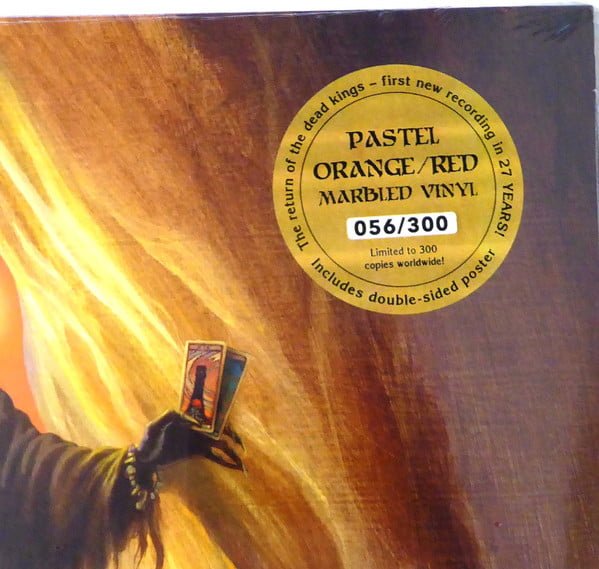 The return of the dead kings – first new recording in 27 YEARS!
PASTEL
ORANGE/RED
MARBLED VINYL
056/300
Limited to 300
copies worldwide!
Includes double-sided poster